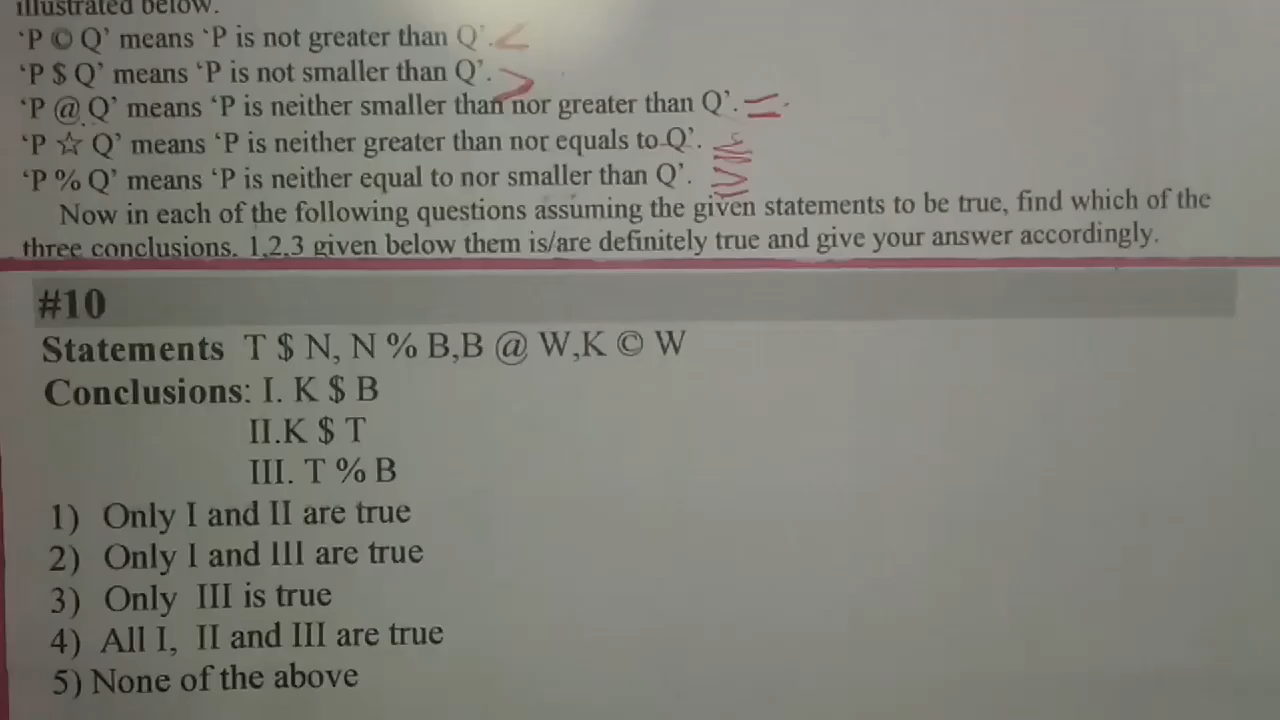 illustrated below.
‘P © Q’ means ‘P is not greater than Q’. <
‘P $ Q’ means ‘P is not smaller than Q’. >
‘P @ Q’ means ‘P is neither smaller than nor greater than Q’. =
‘P ☆ Q’ means ‘P is neither greater than nor equals to Q’.
‘P % Q’ means ‘P is neither equal to nor smaller than Q’.
Now in each of the following questions assuming the given statements to be true, find which of the
three conclusions. 1,2,3 given below them is/are definitely true and give your answer accordingly.
#10
Statements T $ N, N % B,B @ W,K © W
Conclusions: I. K $ B
II.K $ T
III. T % B
1) Only I and II are true
2) Only I and III are true
3) Only III is true
4) All I, II and III are true
5) None of the above